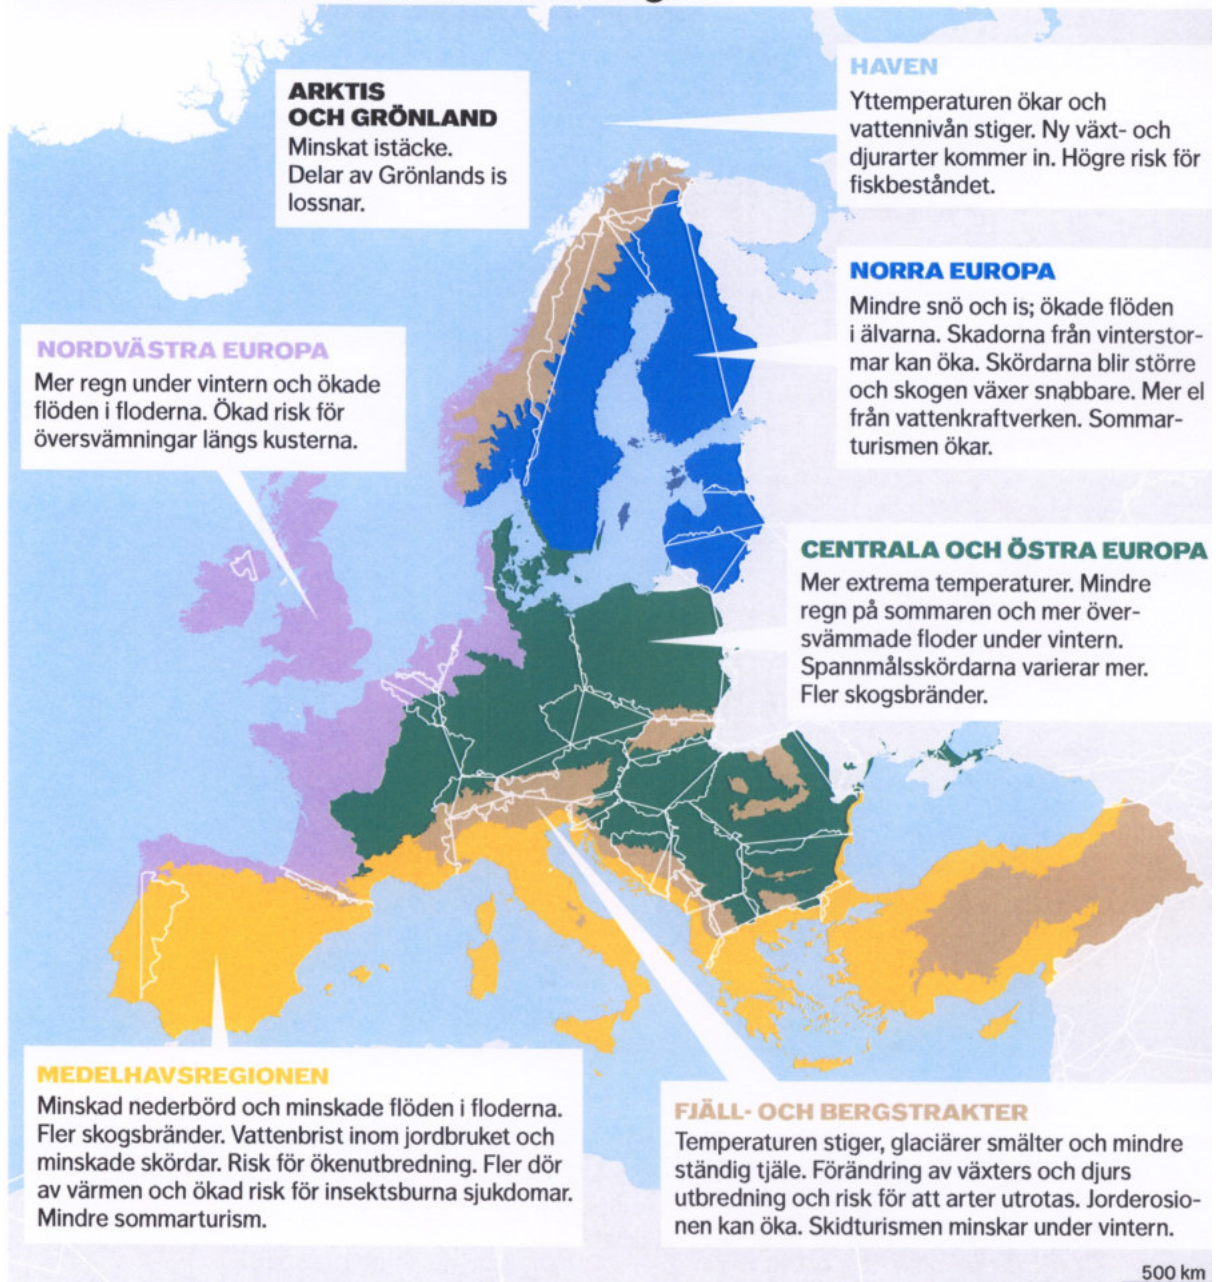 ARKTIS
OCH GRÖNLAND
Minskat istäcke.
Delar av Grönlands is
lossnar.
HAVEN
Yttemperaturen ökar och
vattennivån stiger. Ny växt- och
djurarter kommer in. Högre risk för
fiskbeståndet.
NORRA EUROPA
Mindre snö och is; ökade flöden
i älvarna. Skadorna från vinterstor-
mar kan öka. Skördarna blir större
och skogen växer snabbare. Mer el
från vattenkraftverken. Sommar-
turismen ökar.
NORDVÄSTRA EUROPA
Mer regn under vintern och ökade
flöden i floderna. Ökad risk för
översvämningar längs kusterna.
CENTRALA OCH ÖSTRA EUROPA
Mer extrema temperaturer. Mindre
regn på sommaren och mer över-
svämmade floder under vintern.
Spannmålsskördarna varierar mer.
Fler skogsbränder.
MEDELHAVSREGIONEN
Minskad nederbörd och minskade flöden i floderna.
Fler skogsbränder. Vattenbrist inom jordbruket och
minskade skördar. Risk för ökenutbredning. Fler dör
av värmen och ökad risk för insektsburna sjukdomar.
Mindre sommarturism.
FJÄLL- OCH BERGSTRAKTER
Temperaturen stiger, glaciärer smälter och mindre
ständig tjäle. Förändring av växters och djurs
utbredning och risk för att arter utrotas. Jorderosio-
nen kan öka. Skidturismen minskar under vintern.
500 km